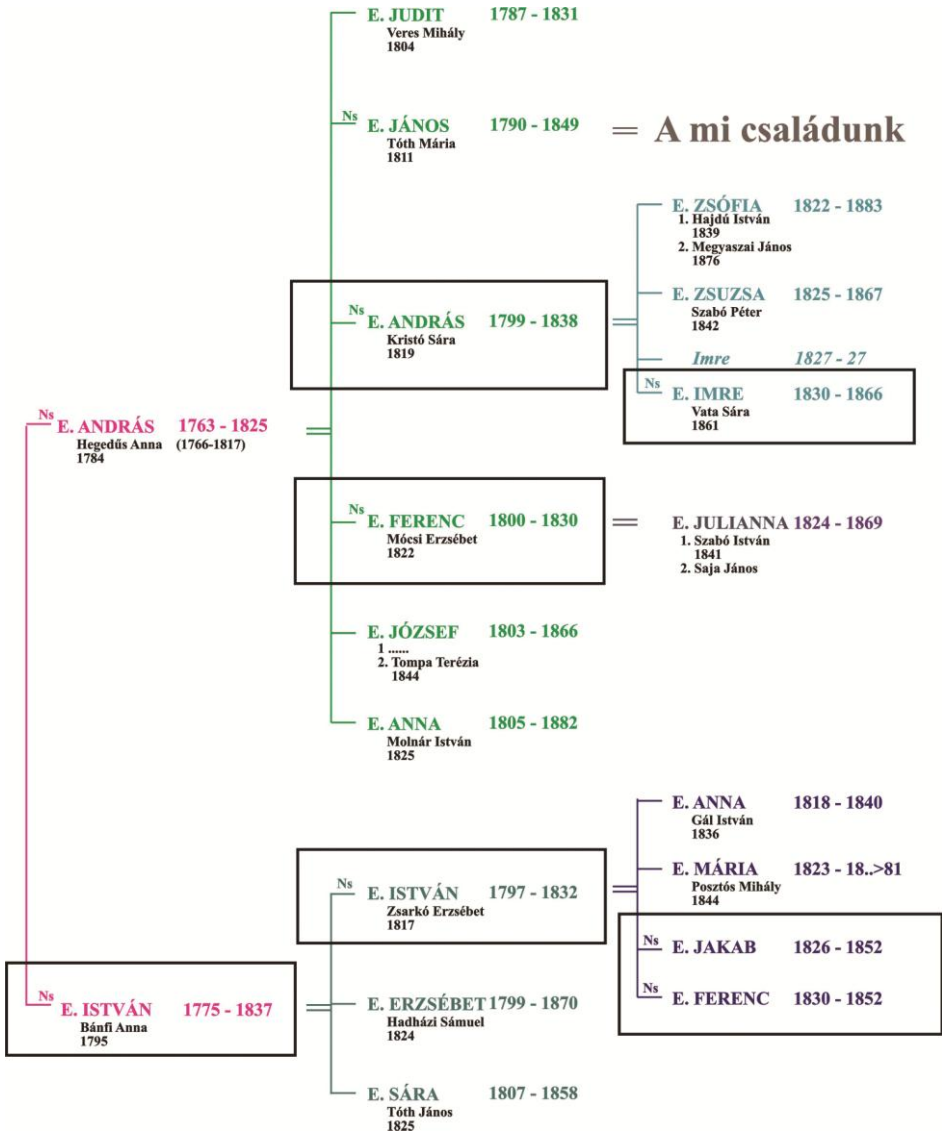 E. JUDIT 1787 - 1831
Veres Mihály
1804
Ns
E. JÁNOS 1790 - 1849
Tóth Mária
1811
A mi családunk
E. ZSÓFIA 1822 - 1883
1. Hajdú István
1839
2. Megyaszai János
1876
Ns
E. ANDRÁS 1799 - 1838
Kristó Sára
1819
E. ZSUZSA 1825 - 1867
Szabó Péter
1842
Imre 1827 - 27
Ns
E. IMRE 1830 - 1866
Vata Sára
1861
Ns
E. ANDRÁS 1763 - 1825
Hegedűs Anna (1766-1817)
1784
Ns
E. FERENC 1800 - 1830
Mócsi Erzsébet
1822
E. JULIANNA 1824 - 1869
1. Szabó István
1841
2. Saja János
E. JÓZSEF 1803 - 1866
1 ......
2. Tompa Terézia
1844
E. ANNA 1805 - 1882
Molnár István
1825
E. ANNA 1818 - 1840
Gál István
1836
Ns
E. ISTVÁN 1797 - 1832
Zsarkó Erzsébet
1817
E. MÁRIA 1823 - 18..>81
Posztós Mihály
1844
Ns
E. JAKAB 1826 - 1852
Ns
E. FERENC 1830 - 1852
Ns
E. ISTVÁN 1775 - 1837
Bánfi Anna
1795
E. ERZSÉBET 1799 - 1870
Hadházi Sámuel
1824
E. SÁRA 1807 - 1858
Tóth János
1825